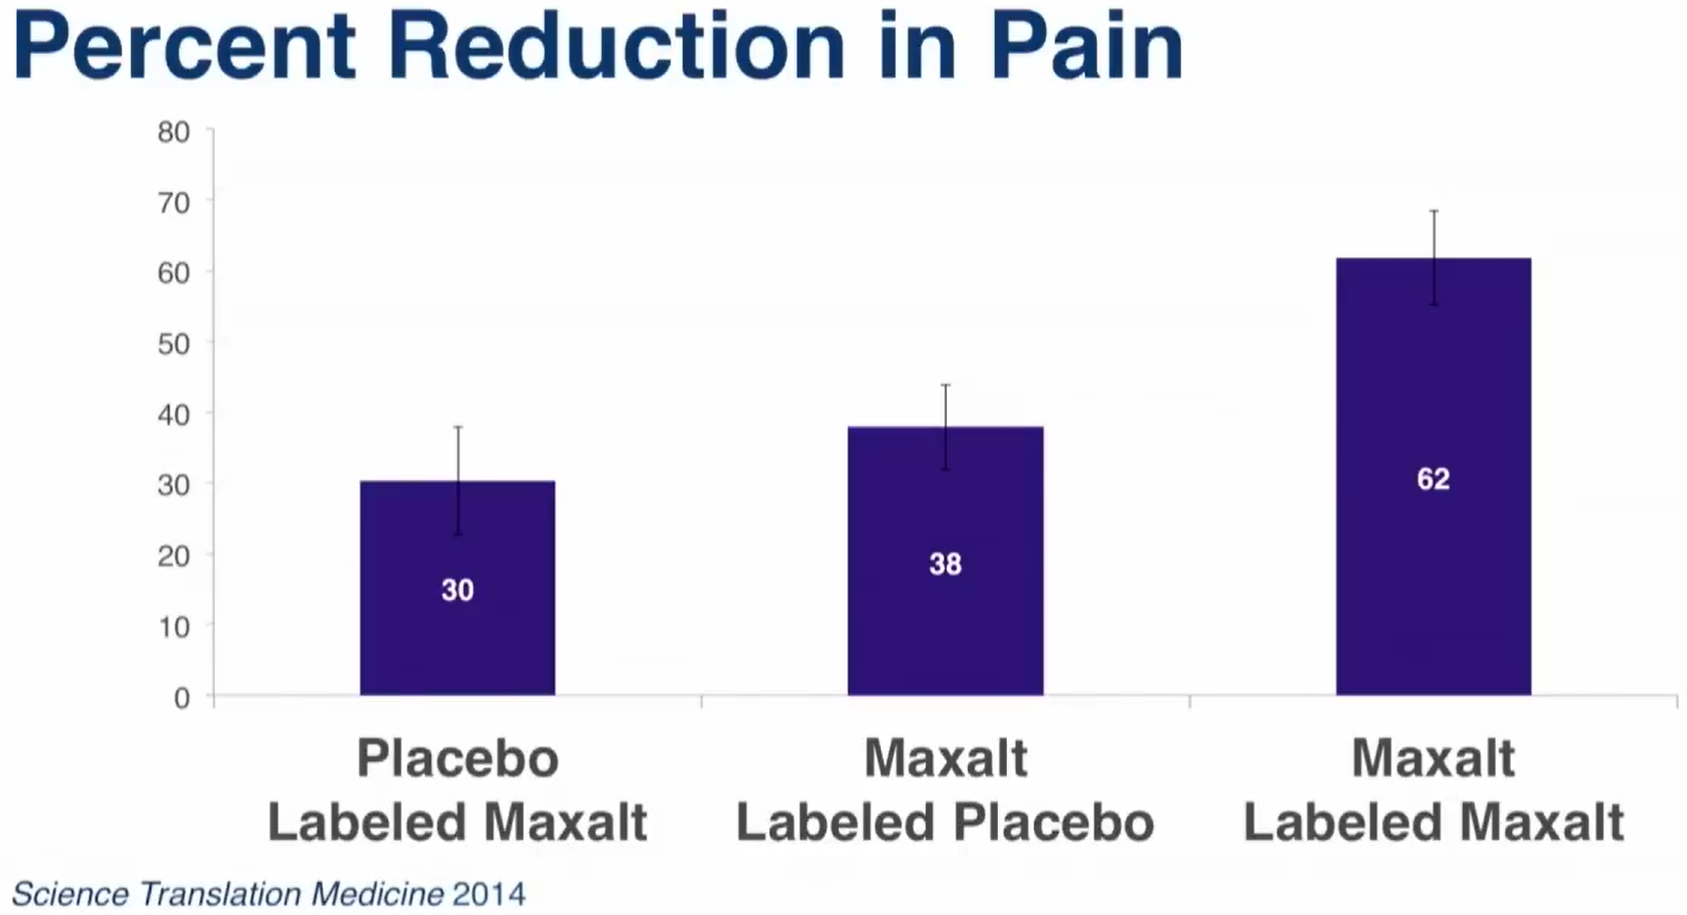 Percent Reduction in Pain
80
70
60
50
40
30
20
10
0
30
38
62
Placebo
Labeled Maxalt
Maxalt
Labeled Placebo
Maxalt
Labeled Maxalt
Science Translation Medicine 2014